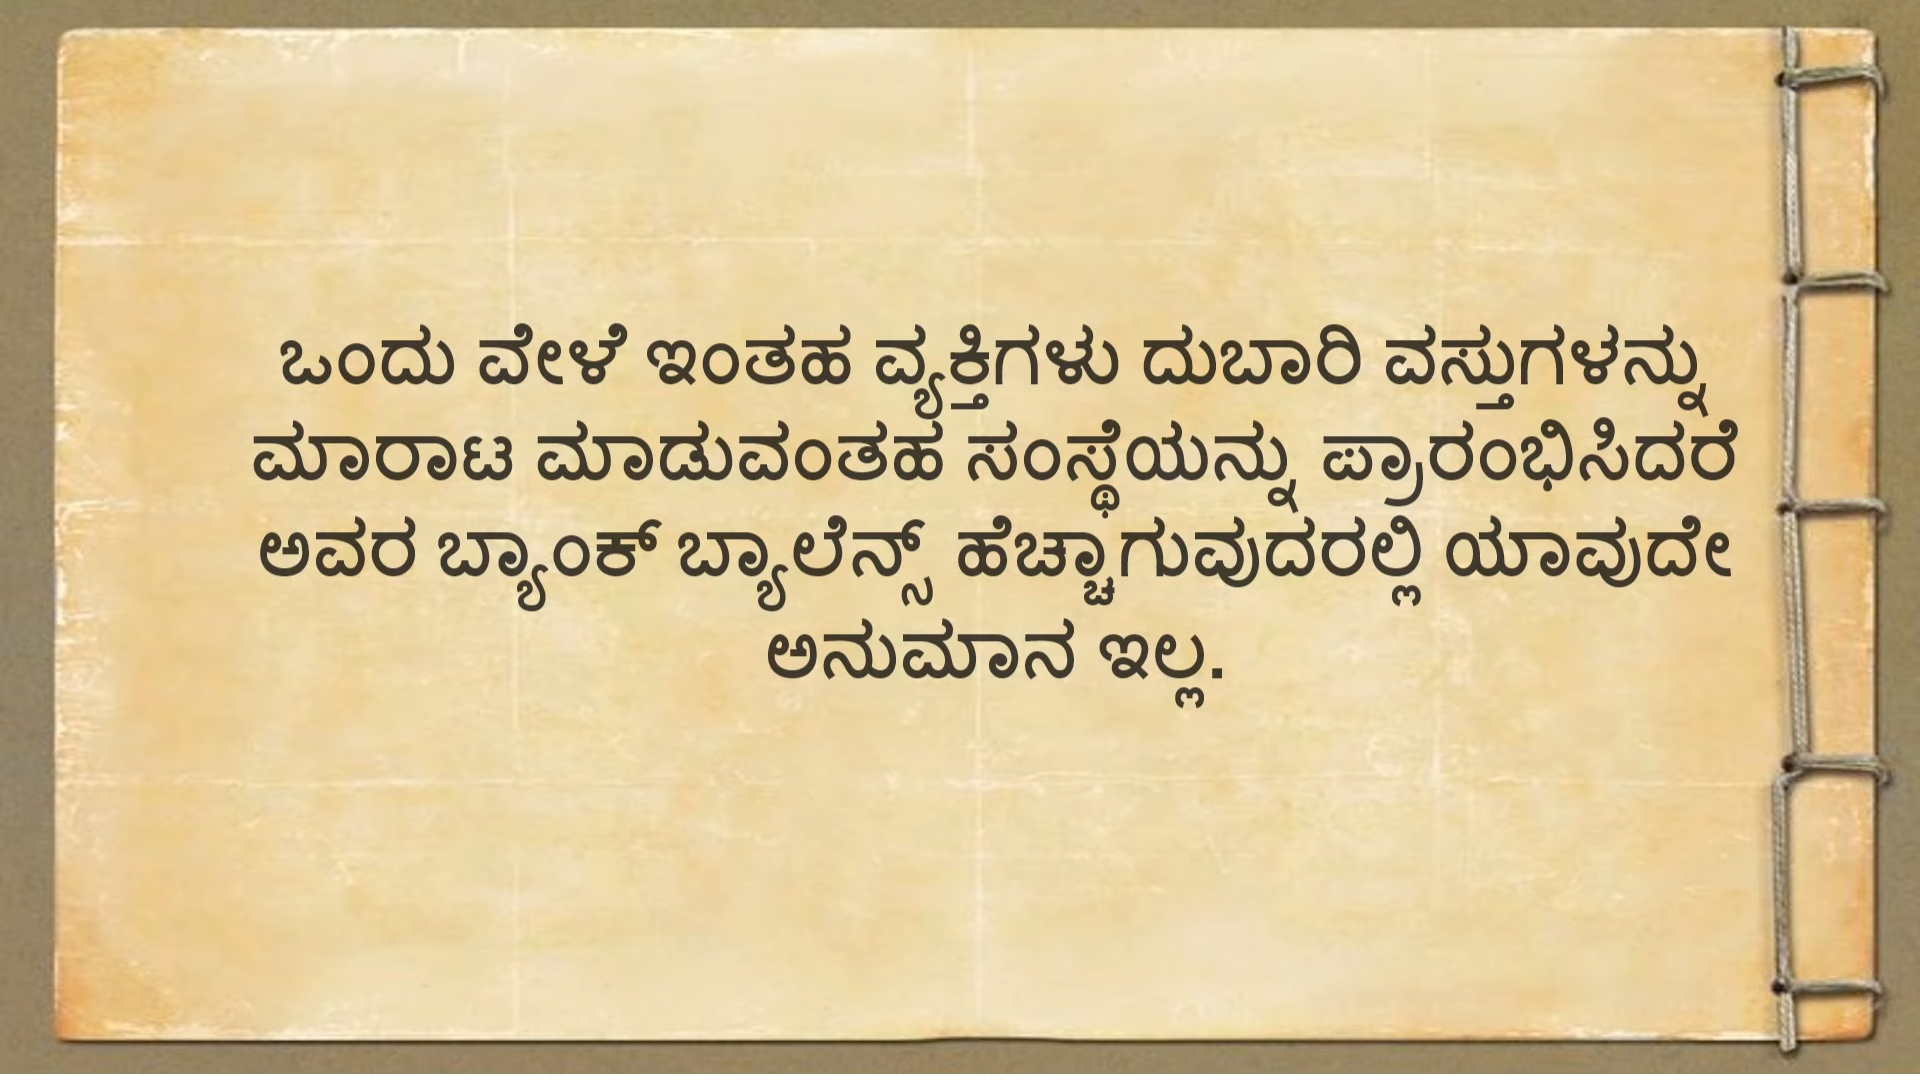 ಒಂದು ವೇಳೆ ಇಂತಹ ವ್ಯಕ್ತಿಗಳು ದುಬಾರಿ ವಸ್ತುಗಳನ್ನು
ಮಾರಾಟ ಮಾಡುವಂತಹ ಸಂಸ್ಥೆಯನ್ನು ಪ್ರಾರಂಭಿಸಿದರೆ
ಅವರ ಬ್ಯಾಂಕ್ ಬ್ಯಾಲೆನ್ಸ್ ಹೆಚ್ಚಾಗುವುದರಲ್ಲಿ ಯಾವುದೇ
ಅನುಮಾನ ಇಲ್ಲ.